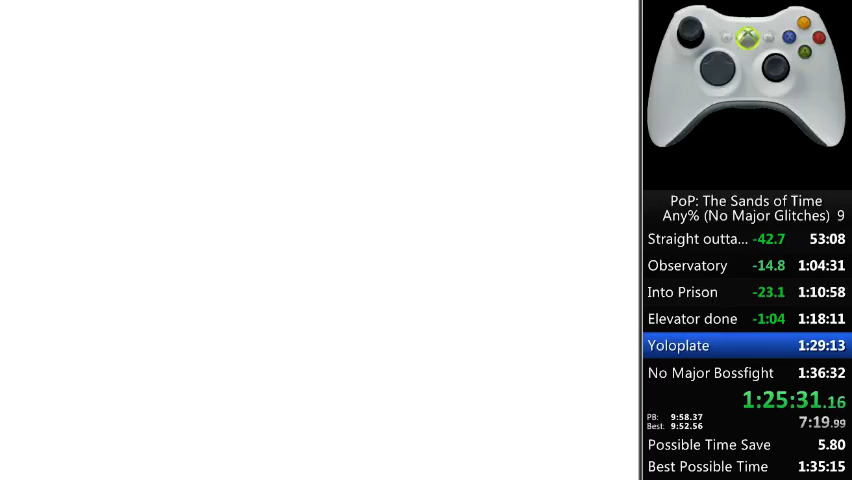 PoP: The Sands of Time
Any% (No Major Glitches) 9
Straight outta... -42.7 53:08
Observatory -14.8 1:04:31
Into Prison -23.1 1:10:58
Elevator done -1:04 1:18:11
Yoloplate 1:29:13
No Major Bossfight 1:36:32
1:25:31.16
PB: 9:58.37
Best: 9:52.56
7:19.99
Possible Time Save 5.80
Best Possible Time 1:35:15